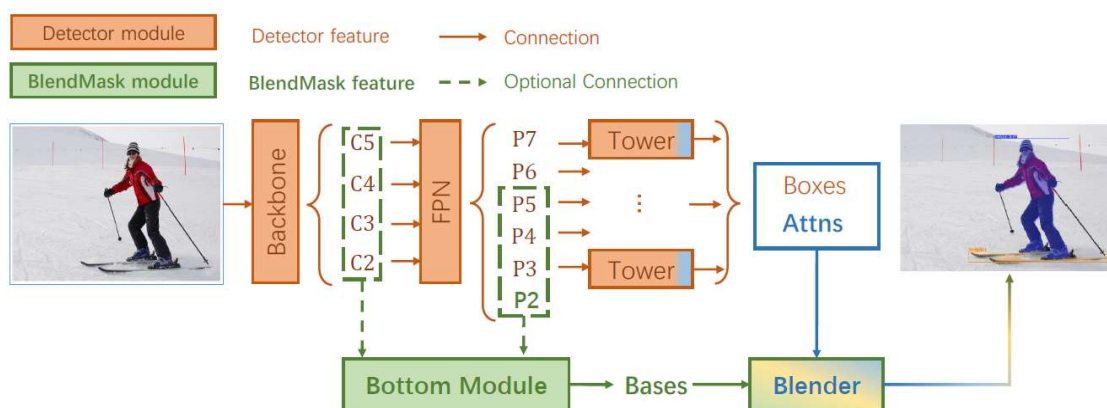 Detector module Detector feature Connection
BlendMask module BlendMask feature Optional Connection
Backbone
C5
C4
C3
C2
FPN
P7
P6
P5
P4
P3
P2
Tower
...
Tower
Boxes
Attns
Bottom Module
Bases
Blender